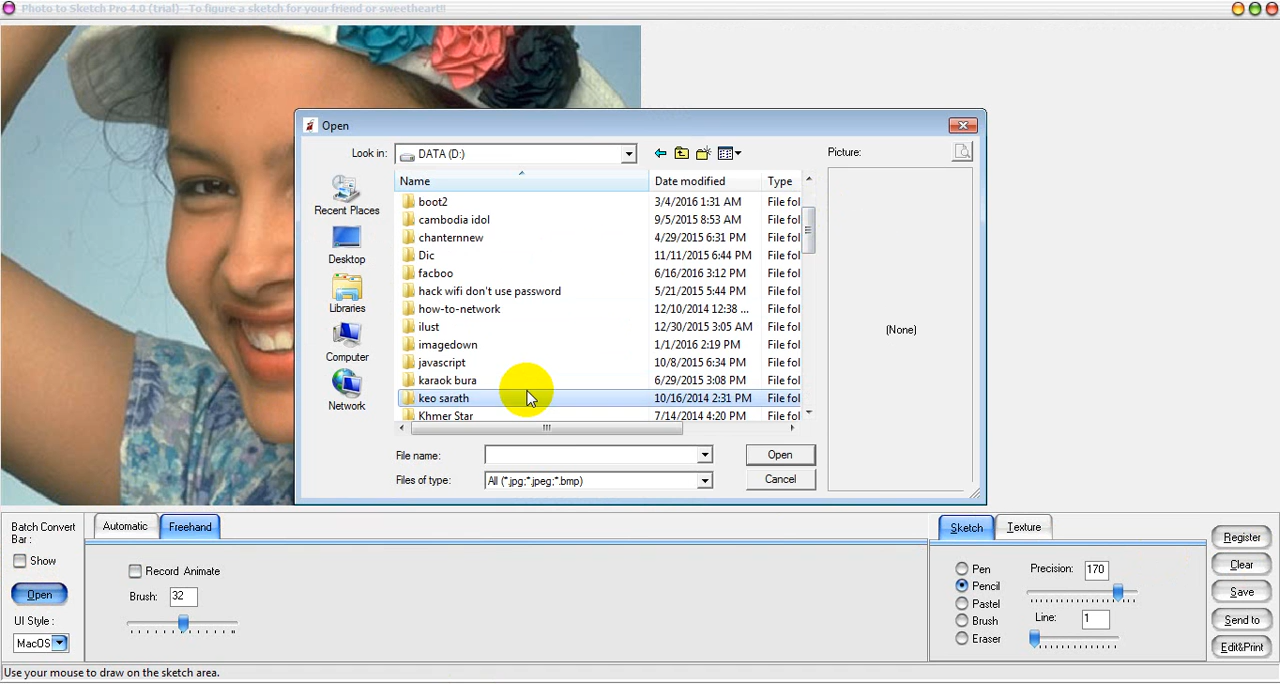 Photo to Sketch Pro 4.0 (trial)--To figure a sketch for your friend or sweetheart!!
Open
Look in:
DATA (D:)
Picture:
Name
Date modified
Type
Recent Places
Desktop
Libraries
Computer
Network
boot2 3/4/2016 1:31 AM File fol
cambodia idol 9/5/2015 8:53 AM File fol
chanternnew 4/29/2015 6:31 PM File fol
Dic 11/11/2015 6:44 PM File fol
facboo 6/16/2016 3:12 PM File fol
hack wifi don't use password 5/21/2015 5:44 PM File fol
how-to-network 12/10/2014 12:38 ... File fol
ilust 12/30/2015 3:05 AM File fol
imagedown 1/1/2016 2:19 PM File fol
javascript 10/8/2015 6:34 PM File fol
karaok bura 6/29/2015 3:08 PM File fol
keo sarath 10/16/2014 2:31 PM File fol
Khmer Star 7/14/2014 4:20 PM File fol
(None)
File name:
Open
Files of type:
All (*.jpg;*.jpeg;*.bmp)
Cancel
Batch Convert
Bar :
Show
Open
UI Style :
MacOS
Automatic
Freehand
Record Animate
Brush: 32
Sketch
Texture
Pen
Pencil
Pastel
Brush
Eraser
Precision: 170
Line: 1
Register
Clear
Save
Send to
Edit&Print
Use your mouse to draw on the sketch area.